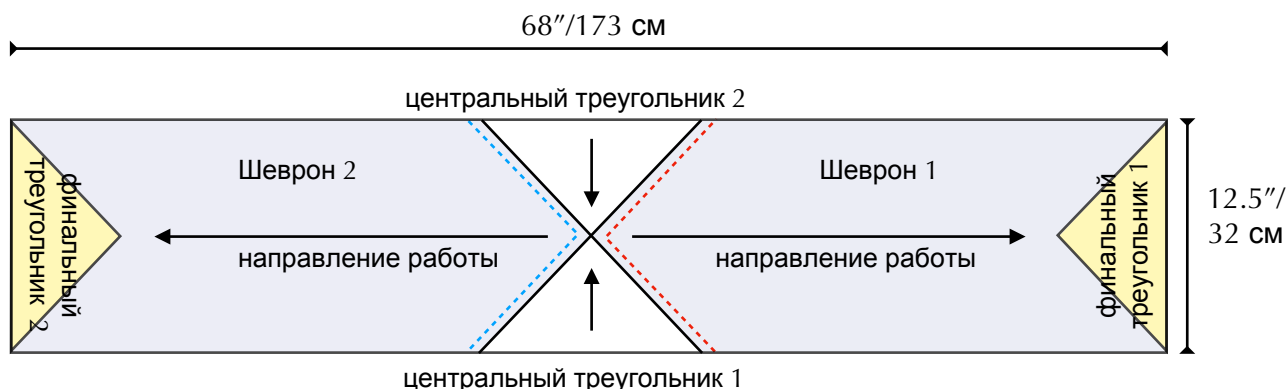 68″/173 см
центральный треугольник 2
Шеврон 2
Шеврон 1
финальный
треугольник 2
финальный
треугольник 1
12.5″/
32 см
направление работы
направление работы
центральный треугольник 1